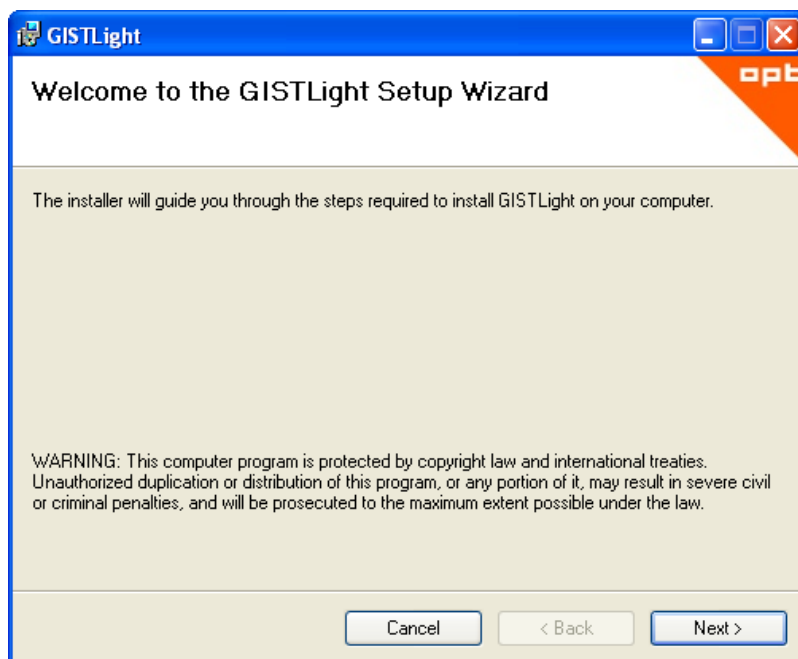 GISTLight
Welcome to the GISTLight Setup Wizard
The installer will guide you through the steps required to install GISTLight on your computer.
WARNING: This computer program is protected by copyright law and international treaties.
Unauthorized duplication or distribution of this program, or any portion of it, may result in severe civil
or criminal penalties, and will be prosecuted to the maximum extent possible under the law.
Cancel
< Back
Next >